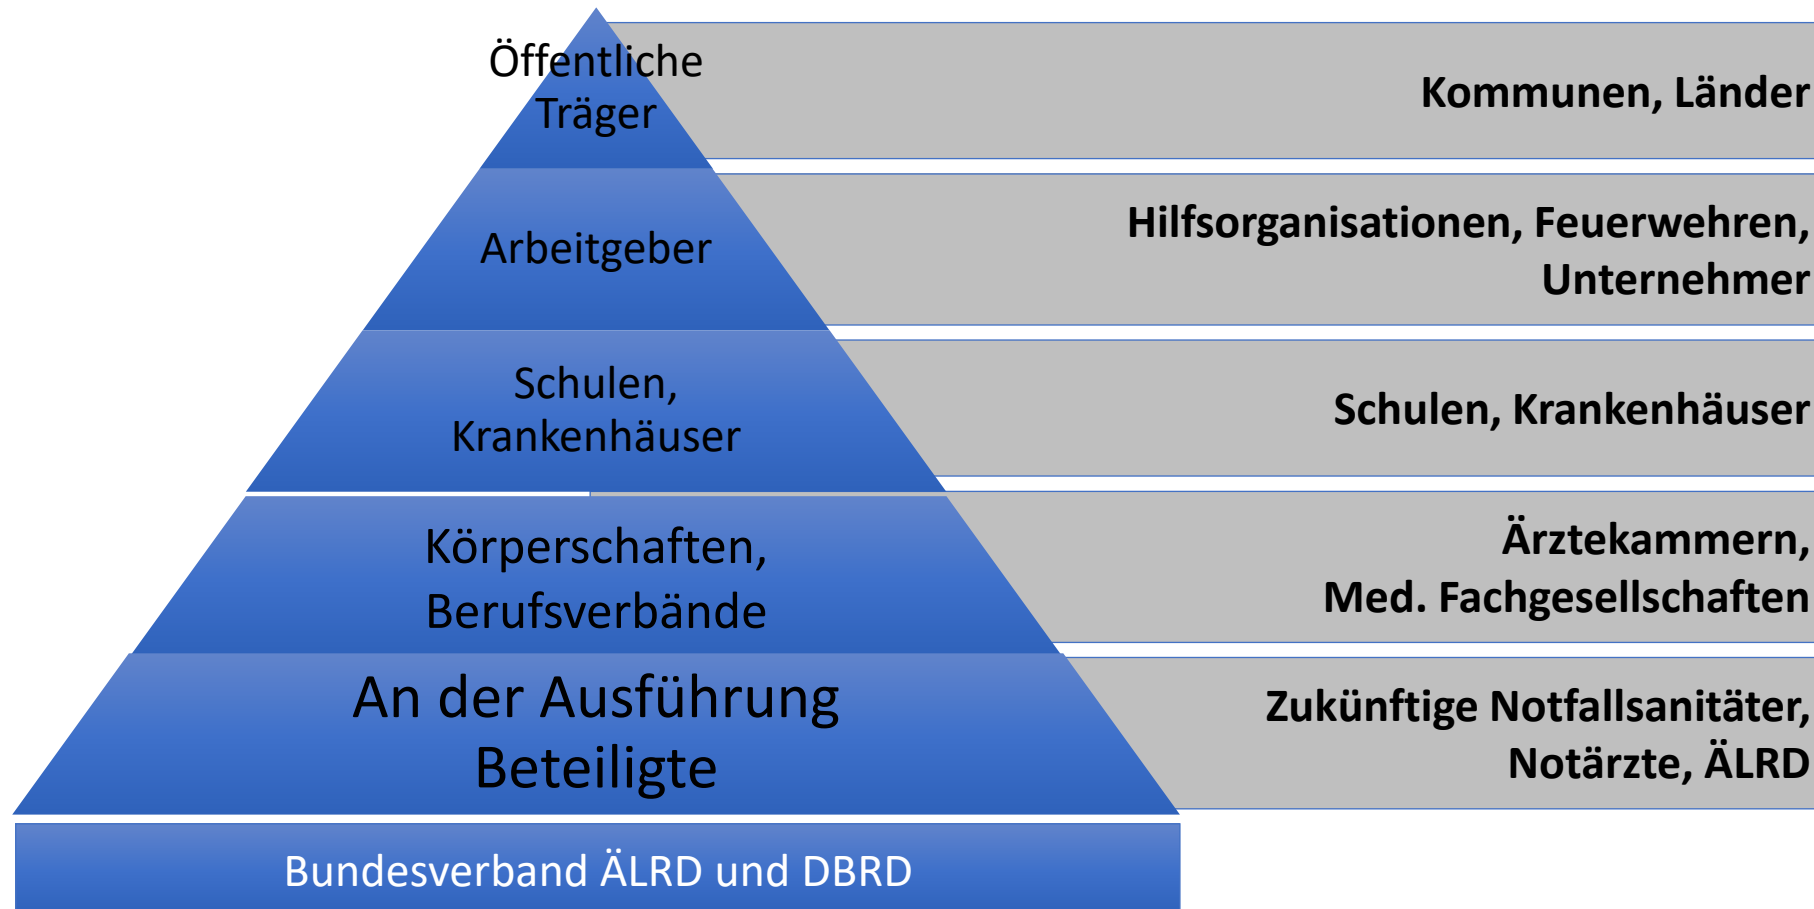 Öffentliche
Träger
Kommunen, Länder
Arbeitgeber
Hilfsorganisationen, Feuerwehren,
Unternehmer
Schulen,
Krankenhäuser
Schulen, Krankenhäuser
Körperschaften,
Berufsverbände
Ärztekammern,
Med. Fachgesellschaften
An der Ausführung
Beteiligte
Zukünftige Notfallsanitäter,
Notärzte, ÄLRD
Bundesverband ÄLRD und DBRD